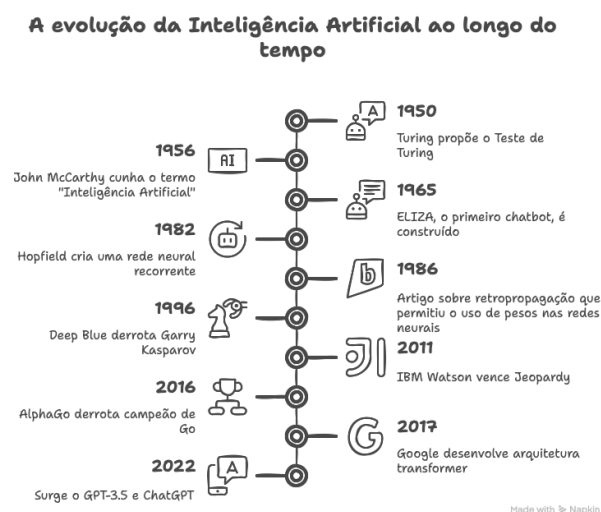 A evolução da Inteligência Artificial ao longo do
tempo
1950
Turing propõe o Teste de
Turing
1956
AI
John McCarthy cunha o termo
"Inteligência Artificial"
1965
ELIZA, o primeiro chatbot, é
construído
1982
Hopfield cria uma rede neural
recorrente
1986
Artigo sobre retropropagação que
permitiu o uso de pesos nas redes
neurais
1996
Deep Blue derrota Garry
Kasparov
2011
IBM Watson vence Jeopardy
2016
AlphaGo derrota campeão de
Go
2017
Google desenvolve arquitetura
transformer
2022
Surge o GPT-3.5 e ChatGPT
A
A
b
G
Made with Napkin